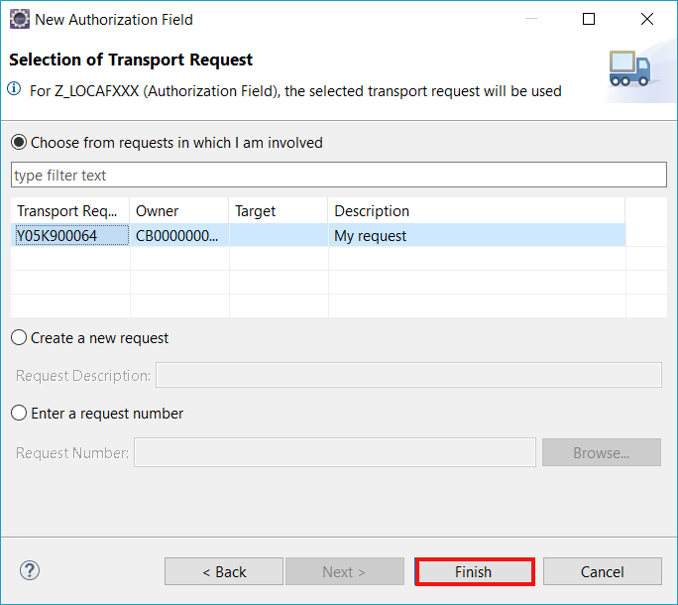 New Authorization Field
Selection of Transport Request
For Z_LOCAFXXX (Authorization Field), the selected transport request will be used
Choose from requests in which I am involved
type filter text
Transport Req... Owner Target Description
Y05K900064 CB0000000... My request
Create a new request
Request Description:
Enter a request number
Request Number: Browse...
? < Back Next > Finish Cancel